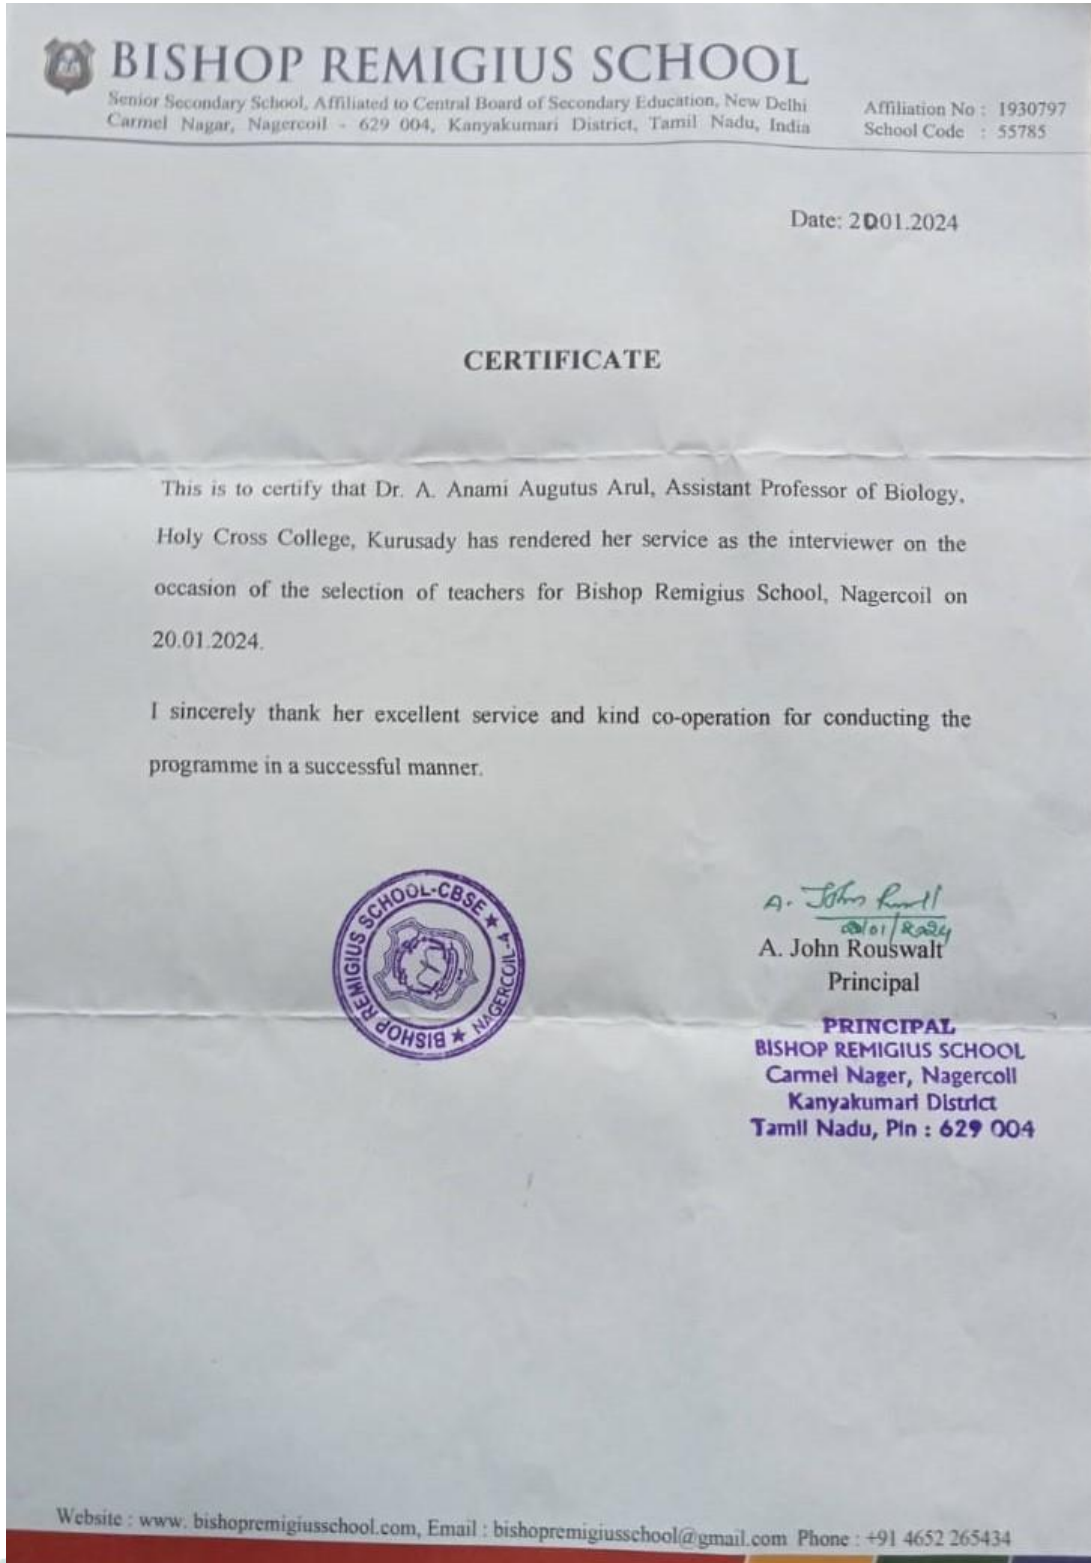 BISHOP REMIGIUS SCHOOL
Senior Secondary School, Affiliated to Central Board of Secondary Education, New Delhi
Carmel Nagar, Nagercoil - 629 004, Kanyakumari District, Tamil Nadu, India
Affiliation No : 1930797
School Code : 55785
Date: 2001.2024
CERTIFICATE
This is to certify that Dr. A. Anami Augutus Arul, Assistant Professor of Biology,
Holy Cross College, Kurusady has rendered her service as the interviewer on the
occasion of the selection of teachers for Bishop Remigius School, Nagercoil on
20.01.2024.
I sincerely thank her excellent service and kind co-operation for conducting the
programme in a successful manner.
BISHOP REMIGIUS SCHOOL-CBSE ★ NAGERCOIL-4 ★
A. John
A. John Rouswalt
Principal
PRINCIPAL
BISHOP REMIGIUS SCHOOL
Carmel Nager, Nagercoil
Kanyakumari District
Tamil Nadu, Pin : 629 004
Website : www. bishopremigiusschool.com, Email : bishopremigiusschool@gmail.com Phone : +91 4652 265434